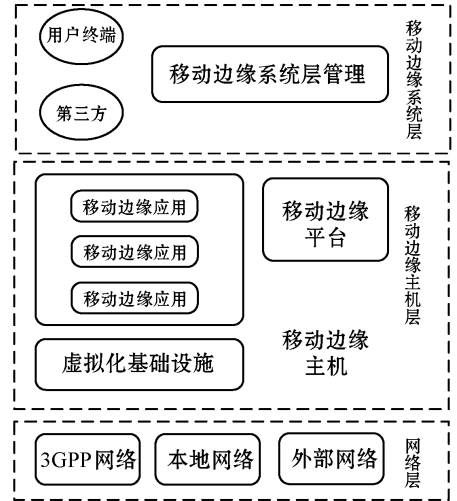 用户终端
第三方
移动边缘系统层管理
移动边缘系统层
移动边缘应用
移动边缘应用
移动边缘应用
虚拟化基础设施
移动边缘
平台
移动边缘
主机
移动边缘主机层
3GPP网络
本地网络
外部网络
网络层